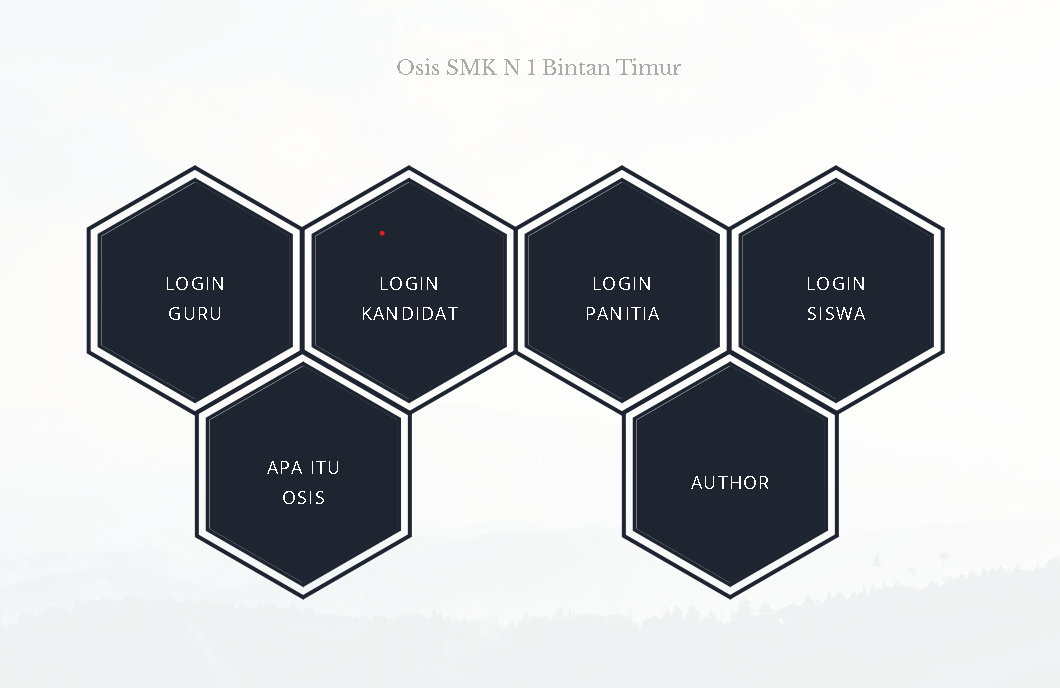 Osis SMK N 1 Bintan Timur
LOGIN
GURU
LOGIN
KANDIDAT
LOGIN
PANITIA
LOGIN
SISWA
APA ITU
OSIS
AUTHOR